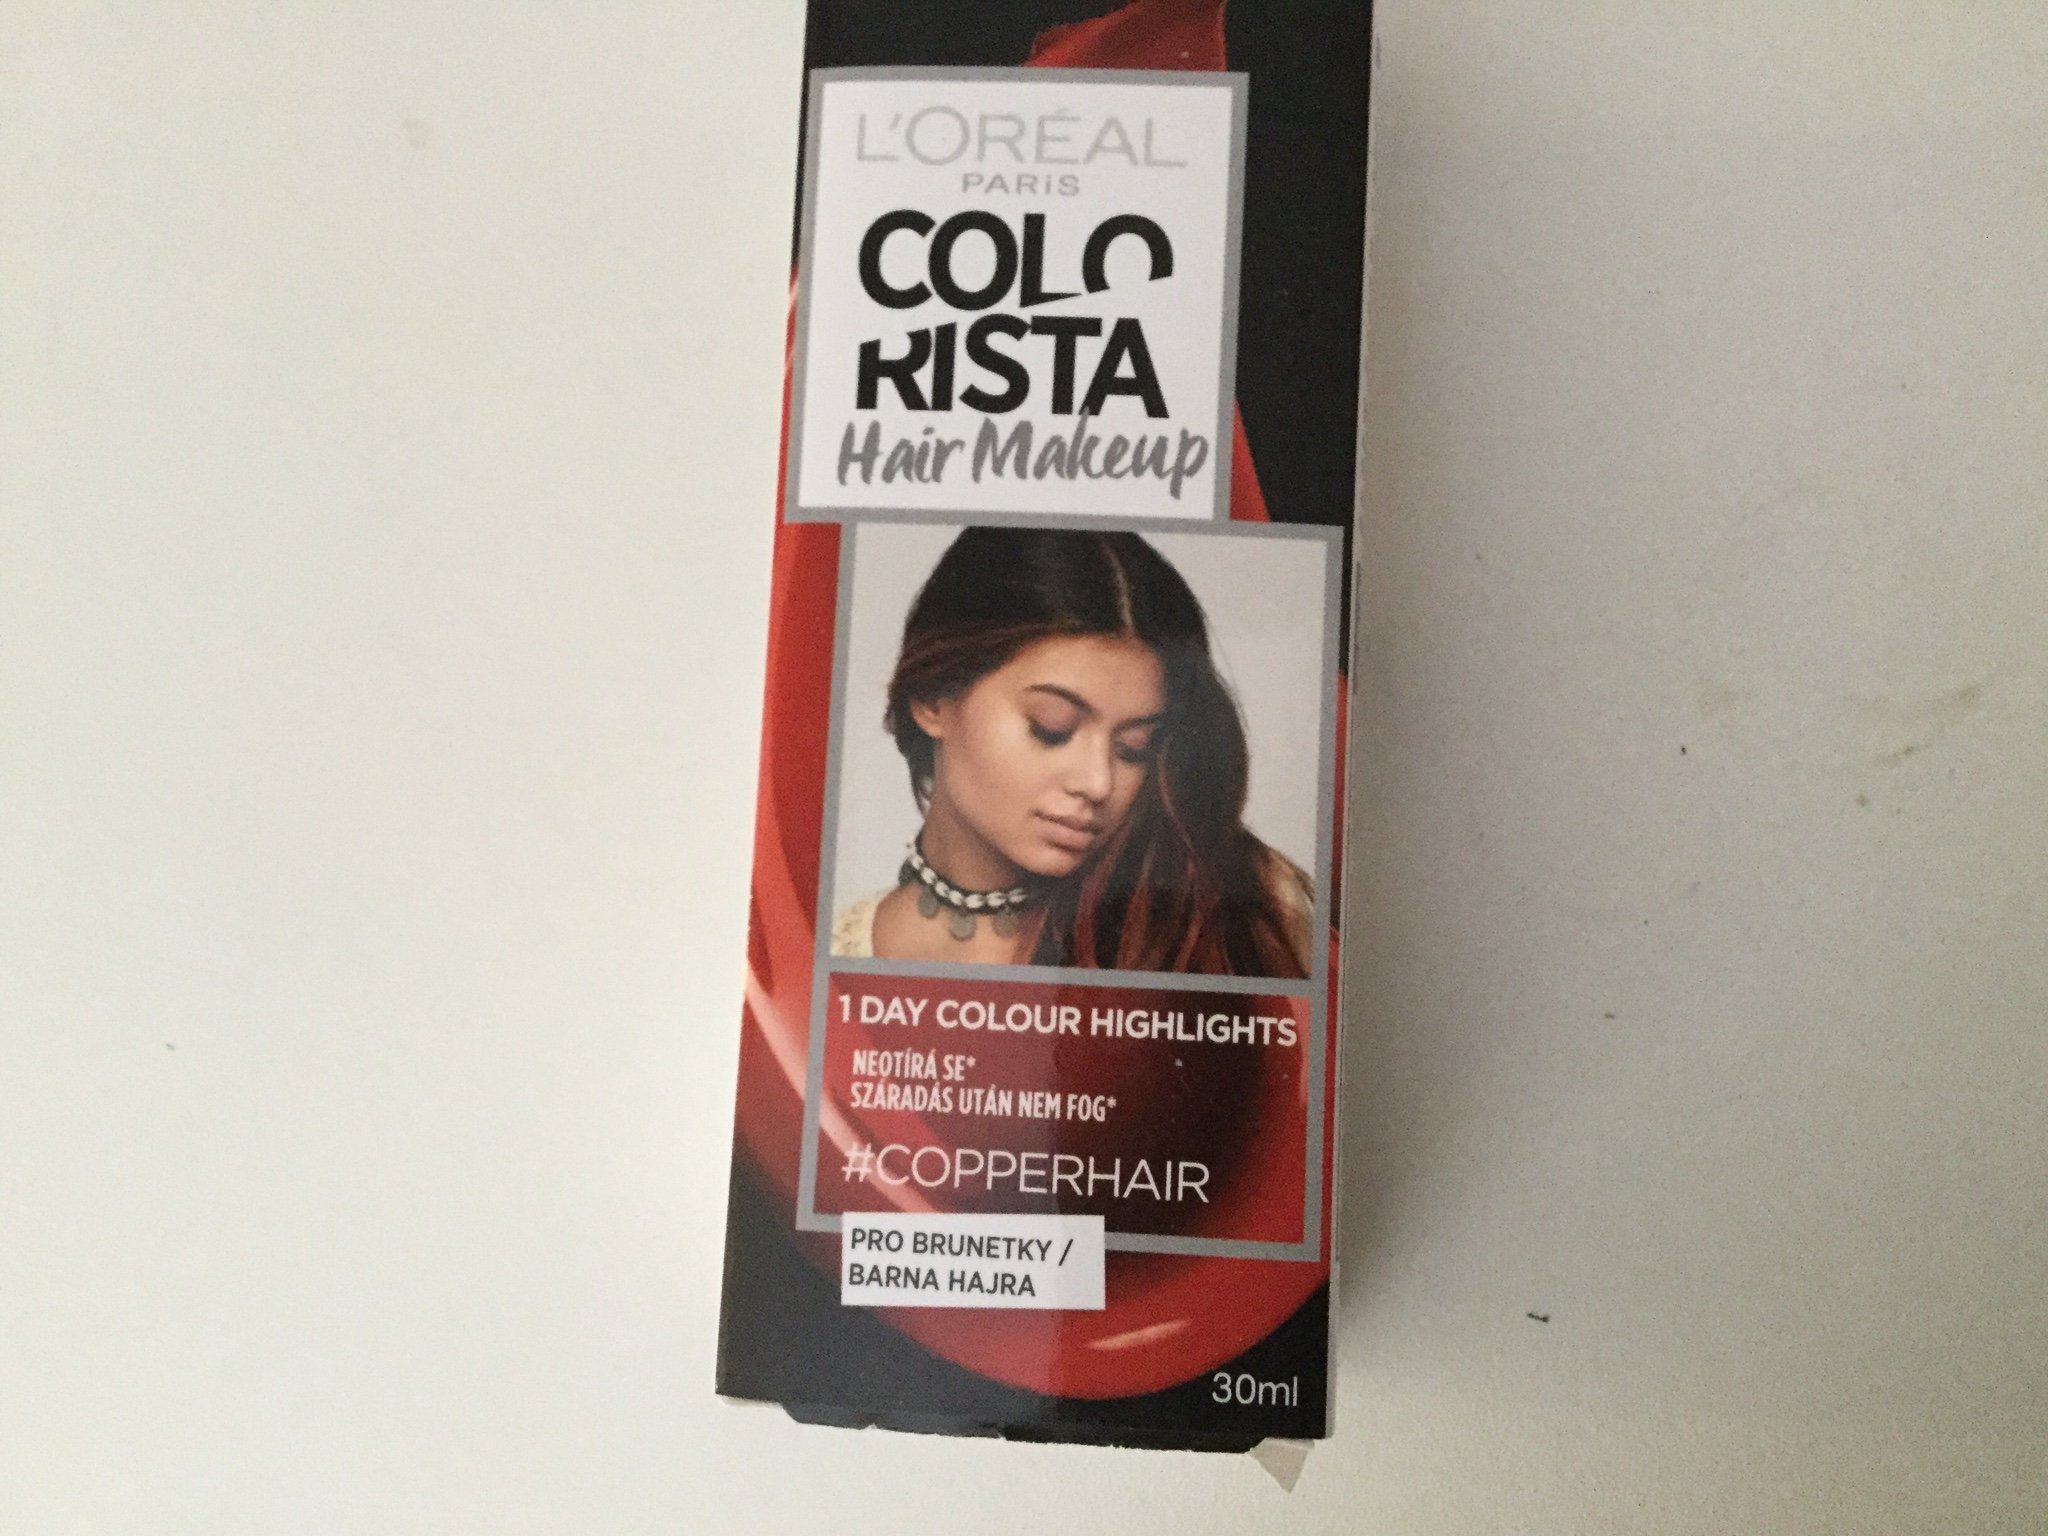 L'ORÉAL
PARiS
COLO
RISTA
Hair Makeup
1 DAY COLOUR HIGHLIGHTS
NEOTÍRÁ SE*
SZÁRADÁS UTÁN NEM FOG*
#COPPERHAIR
PRO BRUNETKY /
BARNA HAJRA
30ml